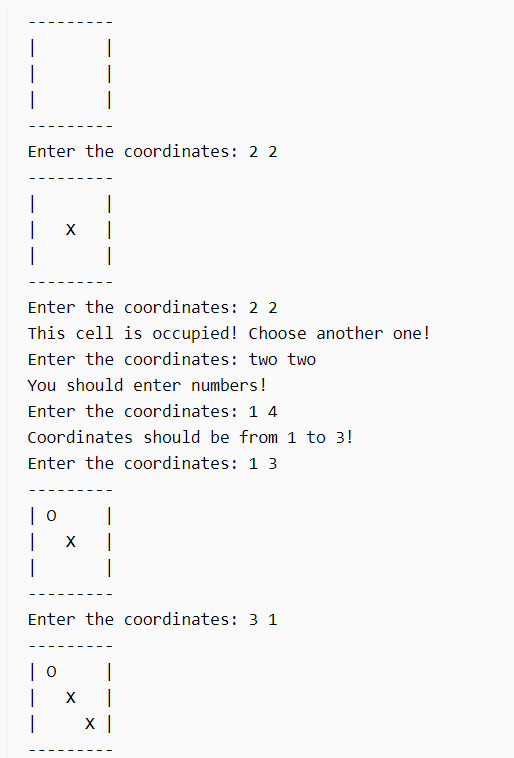 ---------
|       |
|       |
|       |
---------
Enter the coordinates: 2 2
---------
|       |
|   X   |
|       |
---------
Enter the coordinates: 2 2
This cell is occupied! Choose another one!
Enter the coordinates: two two
You should enter numbers!
Enter the coordinates: 1 4
Coordinates should be from 1 to 3!
Enter the coordinates: 1 3
---------
| O     |
|   X   |
|       |
---------
Enter the coordinates: 3 1
---------
| O     |
|   X   |
|     X |
---------